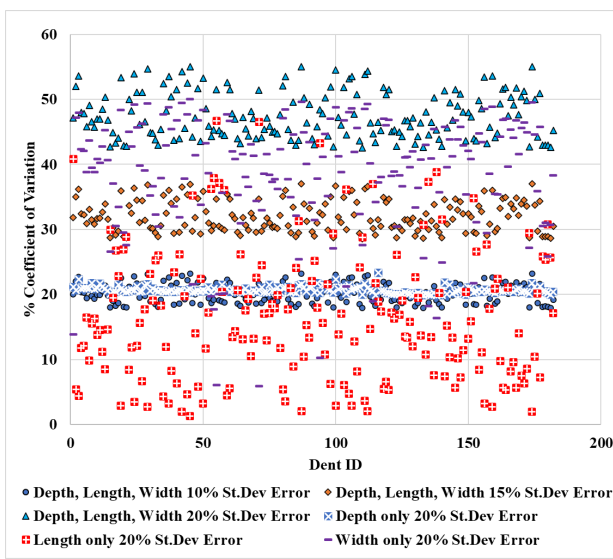 60
50
40
30
20
10
0
% Coefficient of Variation
0 50 100 150 200
Dent ID
Depth, Length, Width 10% St.Dev Error Depth, Length, Width 15% St.Dev Error
Depth, Length, Width 20% St.Dev Error Depth only 20% St.Dev Error
Length only 20% St.Dev Error Width only 20% St.Dev Error